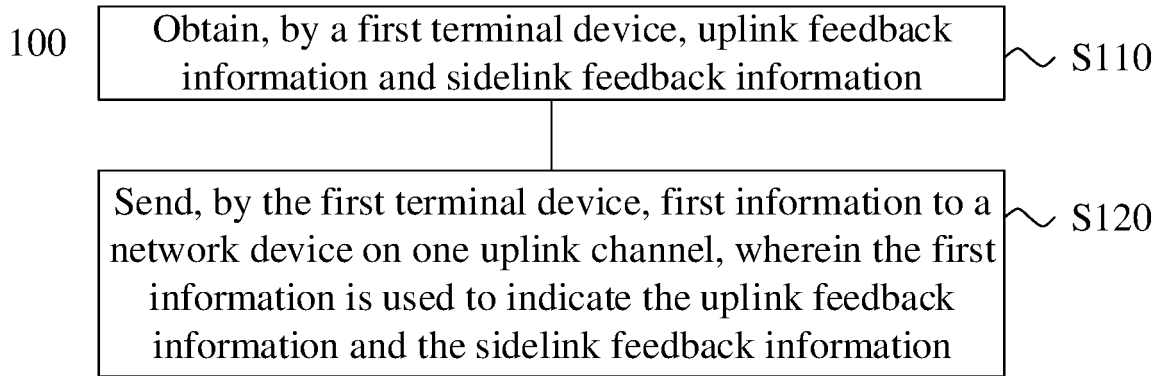 100
Obtain, by a first terminal device, uplink feedback
information and sidelink feedback information
S110
Send, by the first terminal device, first information to a
network device on one uplink channel, wherein the first
information is used to indicate the uplink feedback
information and the sidelink feedback information
S120